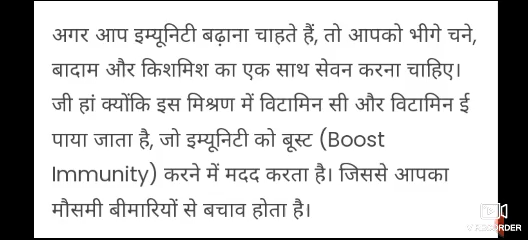 अगर आप इम्यूनिटी बढ़ाना चाहते हैं, तो आपको भीगे चने,
बादाम और किशमिश का एक साथ सेवन करना चाहिए।
जी हां क्योंकि इस मिश्रण में विटामिन सी और विटामिन ई
पाया जाता है, जो इम्यूनिटी को बूस्ट (Boost
Immunity) करने में मदद करता है। जिससे आपका
मौसमी बीमारियों से बचाव होता है।